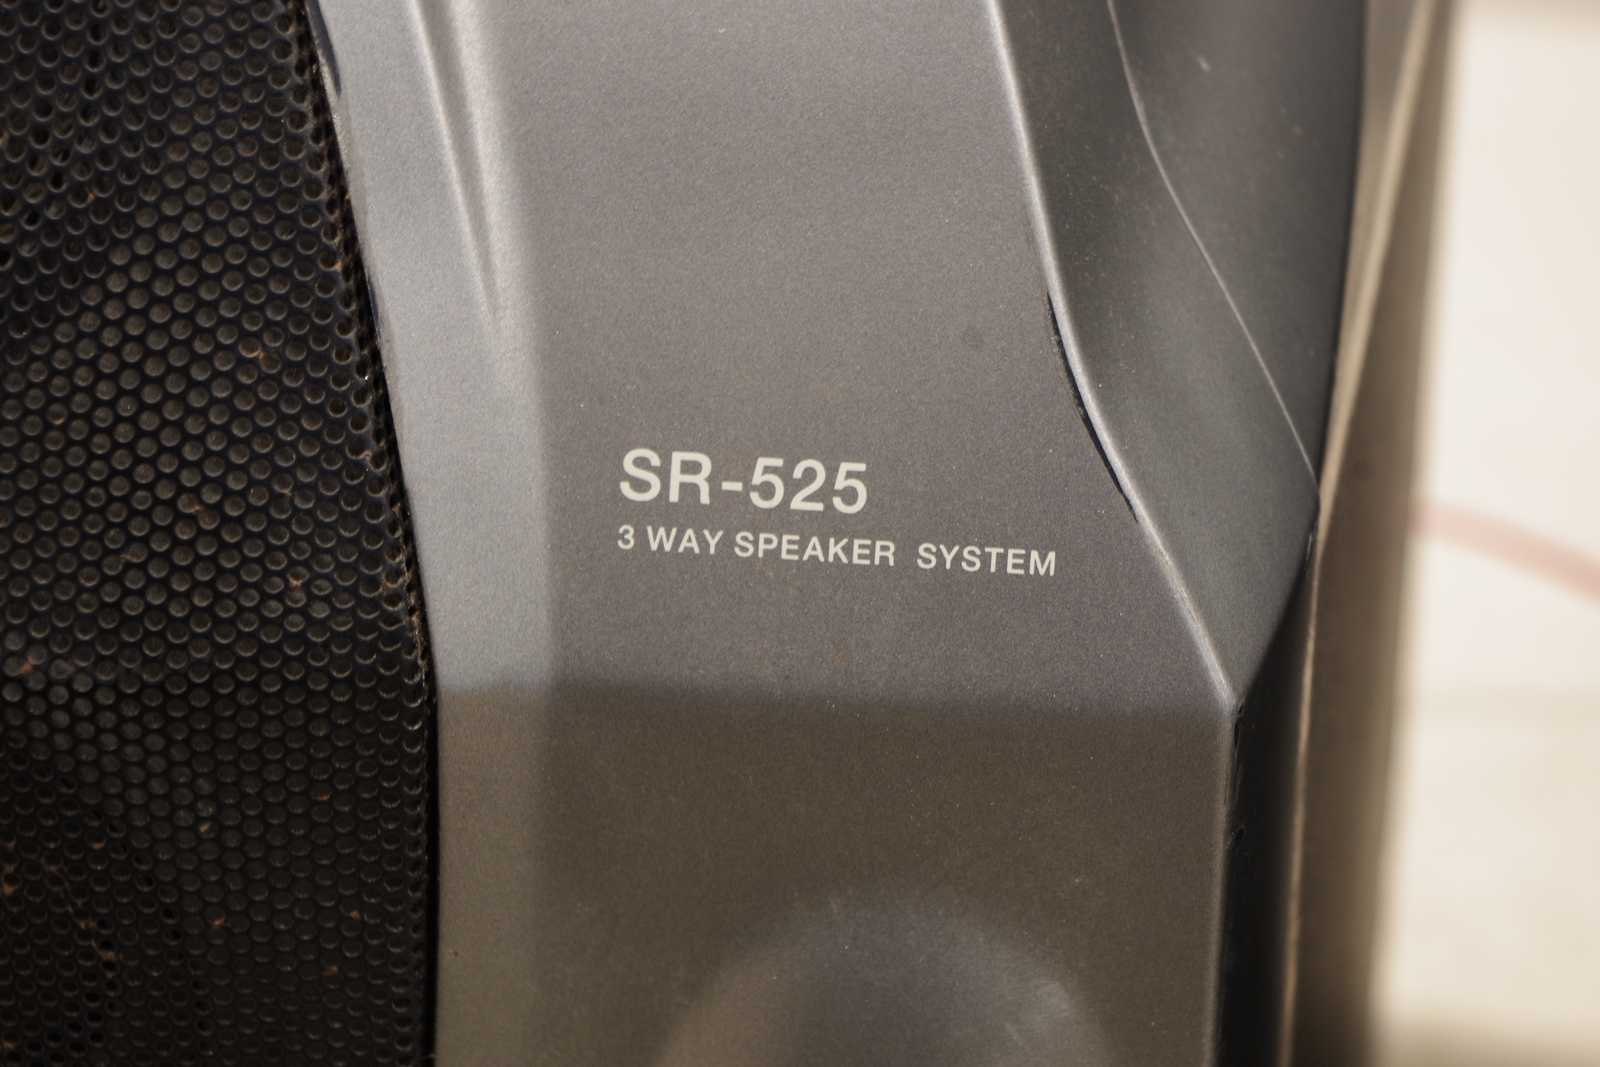 SR-525
3 WAY SPEAKER SYSTEM